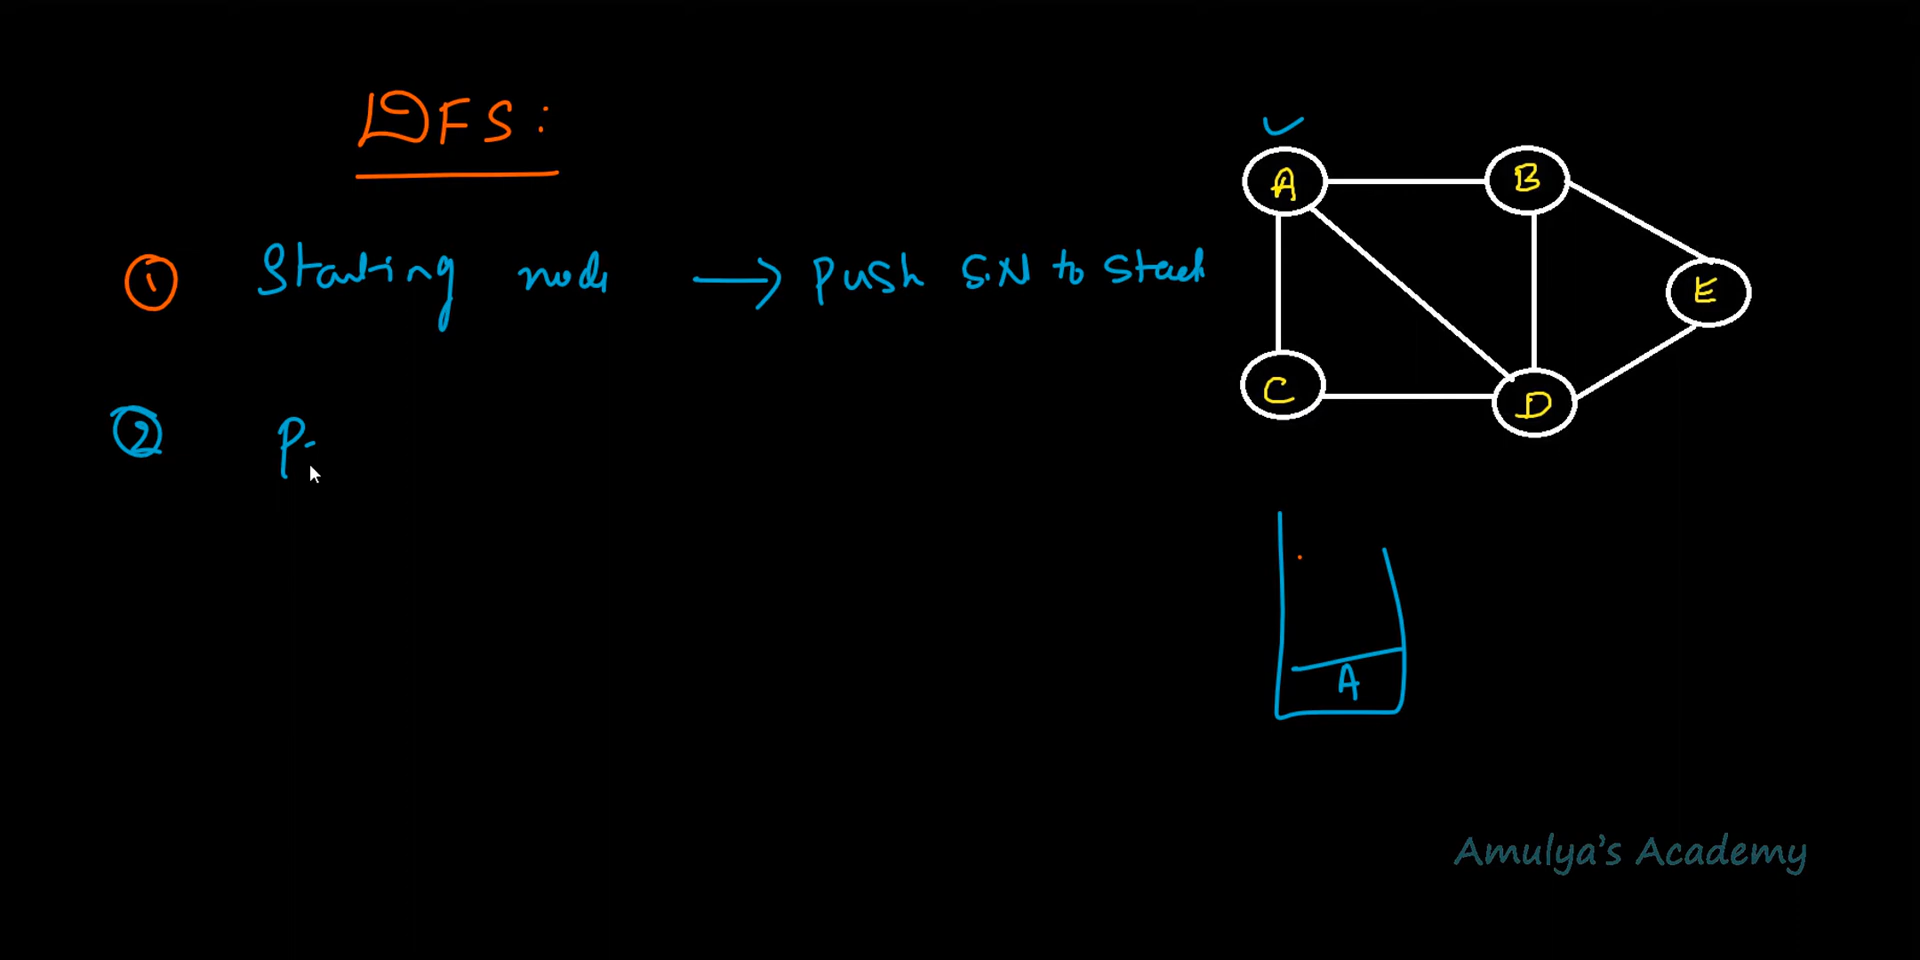 DFS:
① Starting node → Push S.N to Stack
② P
A
B
E
C
D
A
Amulya's Academy